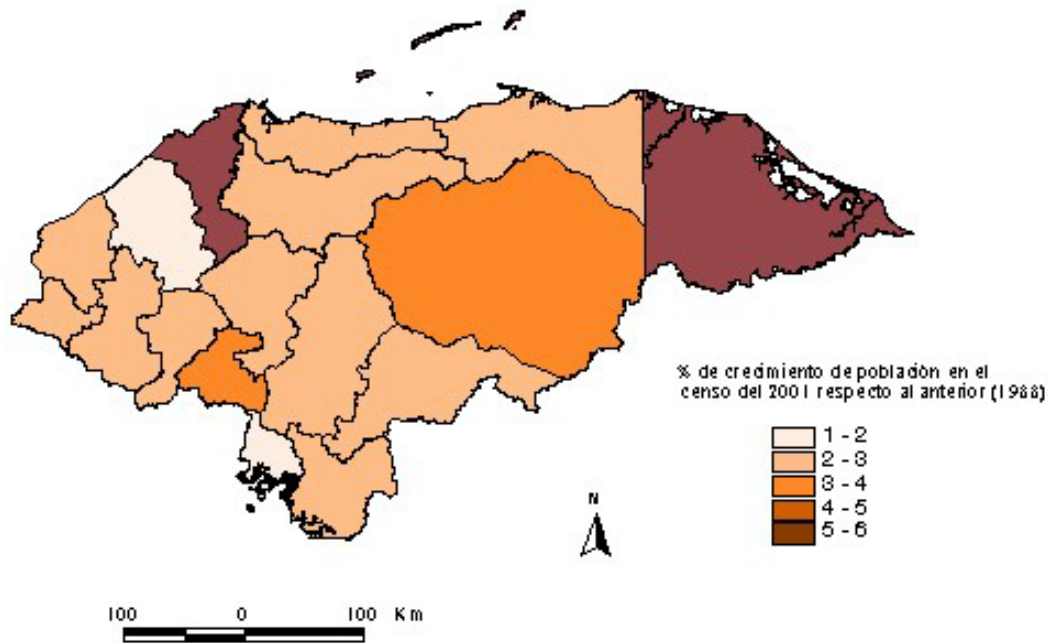 % de crecimiento de población en el
censo del 2001 respecto al anterior (1988)
1 - 2
2 - 3
3 - 4
4 - 5
5 - 6
N
100 0 100 Km